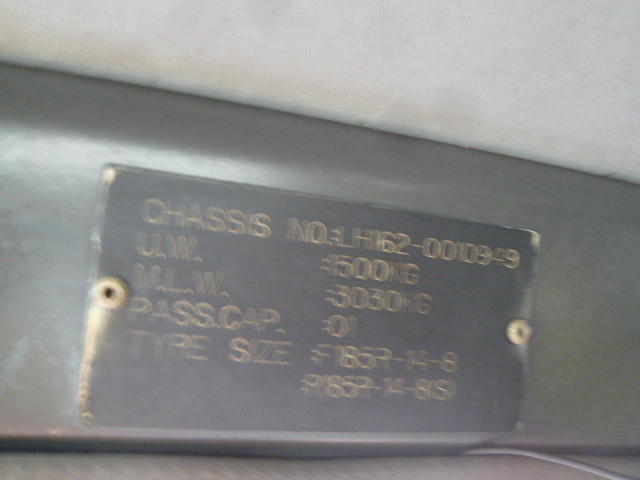 CHASSIS NO.:LH162-0010949
U.W. :1500KG
M.L.W. :3030KG
PASS.CAP. :01
TYRE SIZE :F185R-14-8
:R185R-14-8(S)